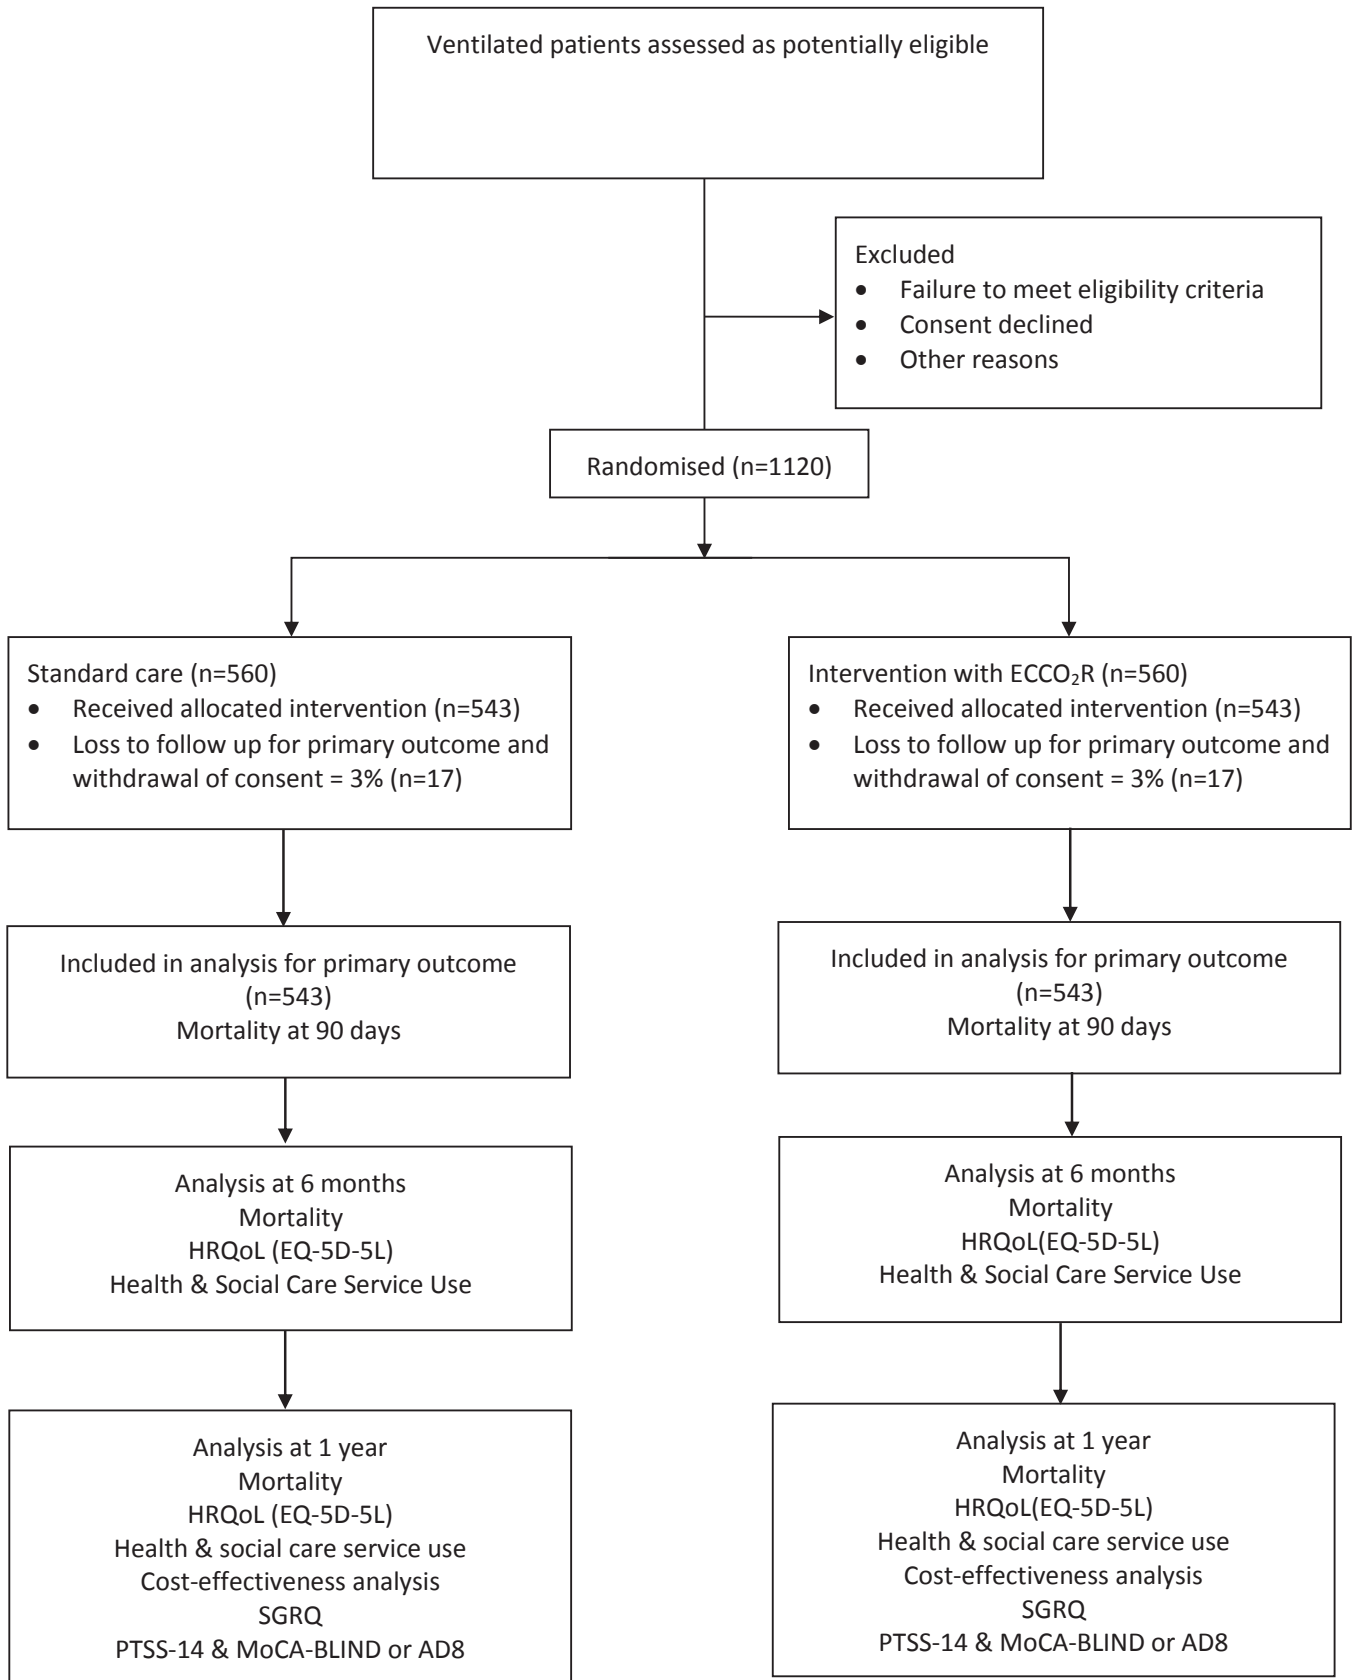 Ventilated patients assessed as potentially eligible
Excluded
• Failure to meet eligibility criteria
• Consent declined
• Other reasons
Randomised (n=1120)
Standard care (n=560)
• Received allocated intervention (n=543)
• Loss to follow up for primary outcome and
withdrawal of consent = 3% (n=17)
Intervention with ECCO₂R (n=560)
• Received allocated intervention (n=543)
• Loss to follow up for primary outcome and
withdrawal of consent = 3% (n=17)
Included in analysis for primary outcome
(n=543)
Mortality at 90 days
Included in analysis for primary outcome
(n=543)
Mortality at 90 days
Analysis at 6 months
Mortality
HRQoL (EQ-5D-5L)
Health & Social Care Service Use
Analysis at 6 months
Mortality
HRQoL(EQ-5D-5L)
Health & Social Care Service Use
Analysis at 1 year
Mortality
HRQoL (EQ-5D-5L)
Health & social care service use
Cost-effectiveness analysis
SGRQ
PTSS-14 & MoCA-BLIND or AD8
Analysis at 1 year
Mortality
HRQoL(EQ-5D-5L)
Health & social care service use
Cost-effectiveness analysis
SGRQ
PTSS-14 & MoCA-BLIND or AD8